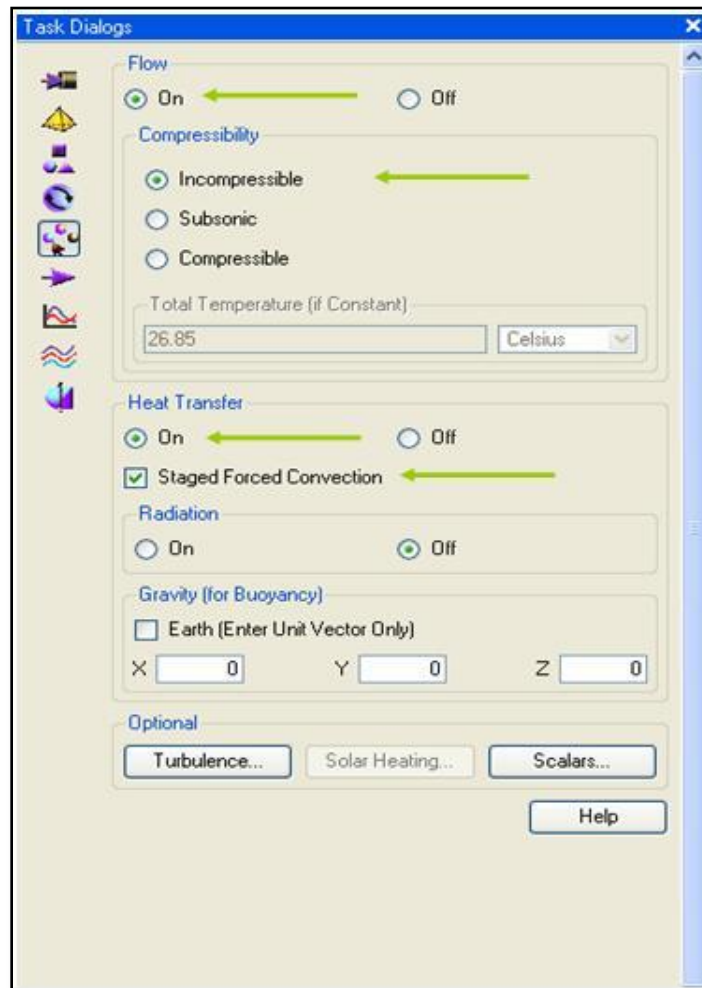 Task Dialogs
Flow
On Off
Compressibility
Incompressible
Subsonic
Compressible
Total Temperature (if Constant)
26.85 Celsius
Heat Transfer
On Off
Staged Forced Convection
Radiation
On Off
Gravity (for Buoyancy)
Earth (Enter Unit Vector Only)
X 0 Y 0 Z 0
Optional
Turbulence... Solar Heating... Scalars...
Help